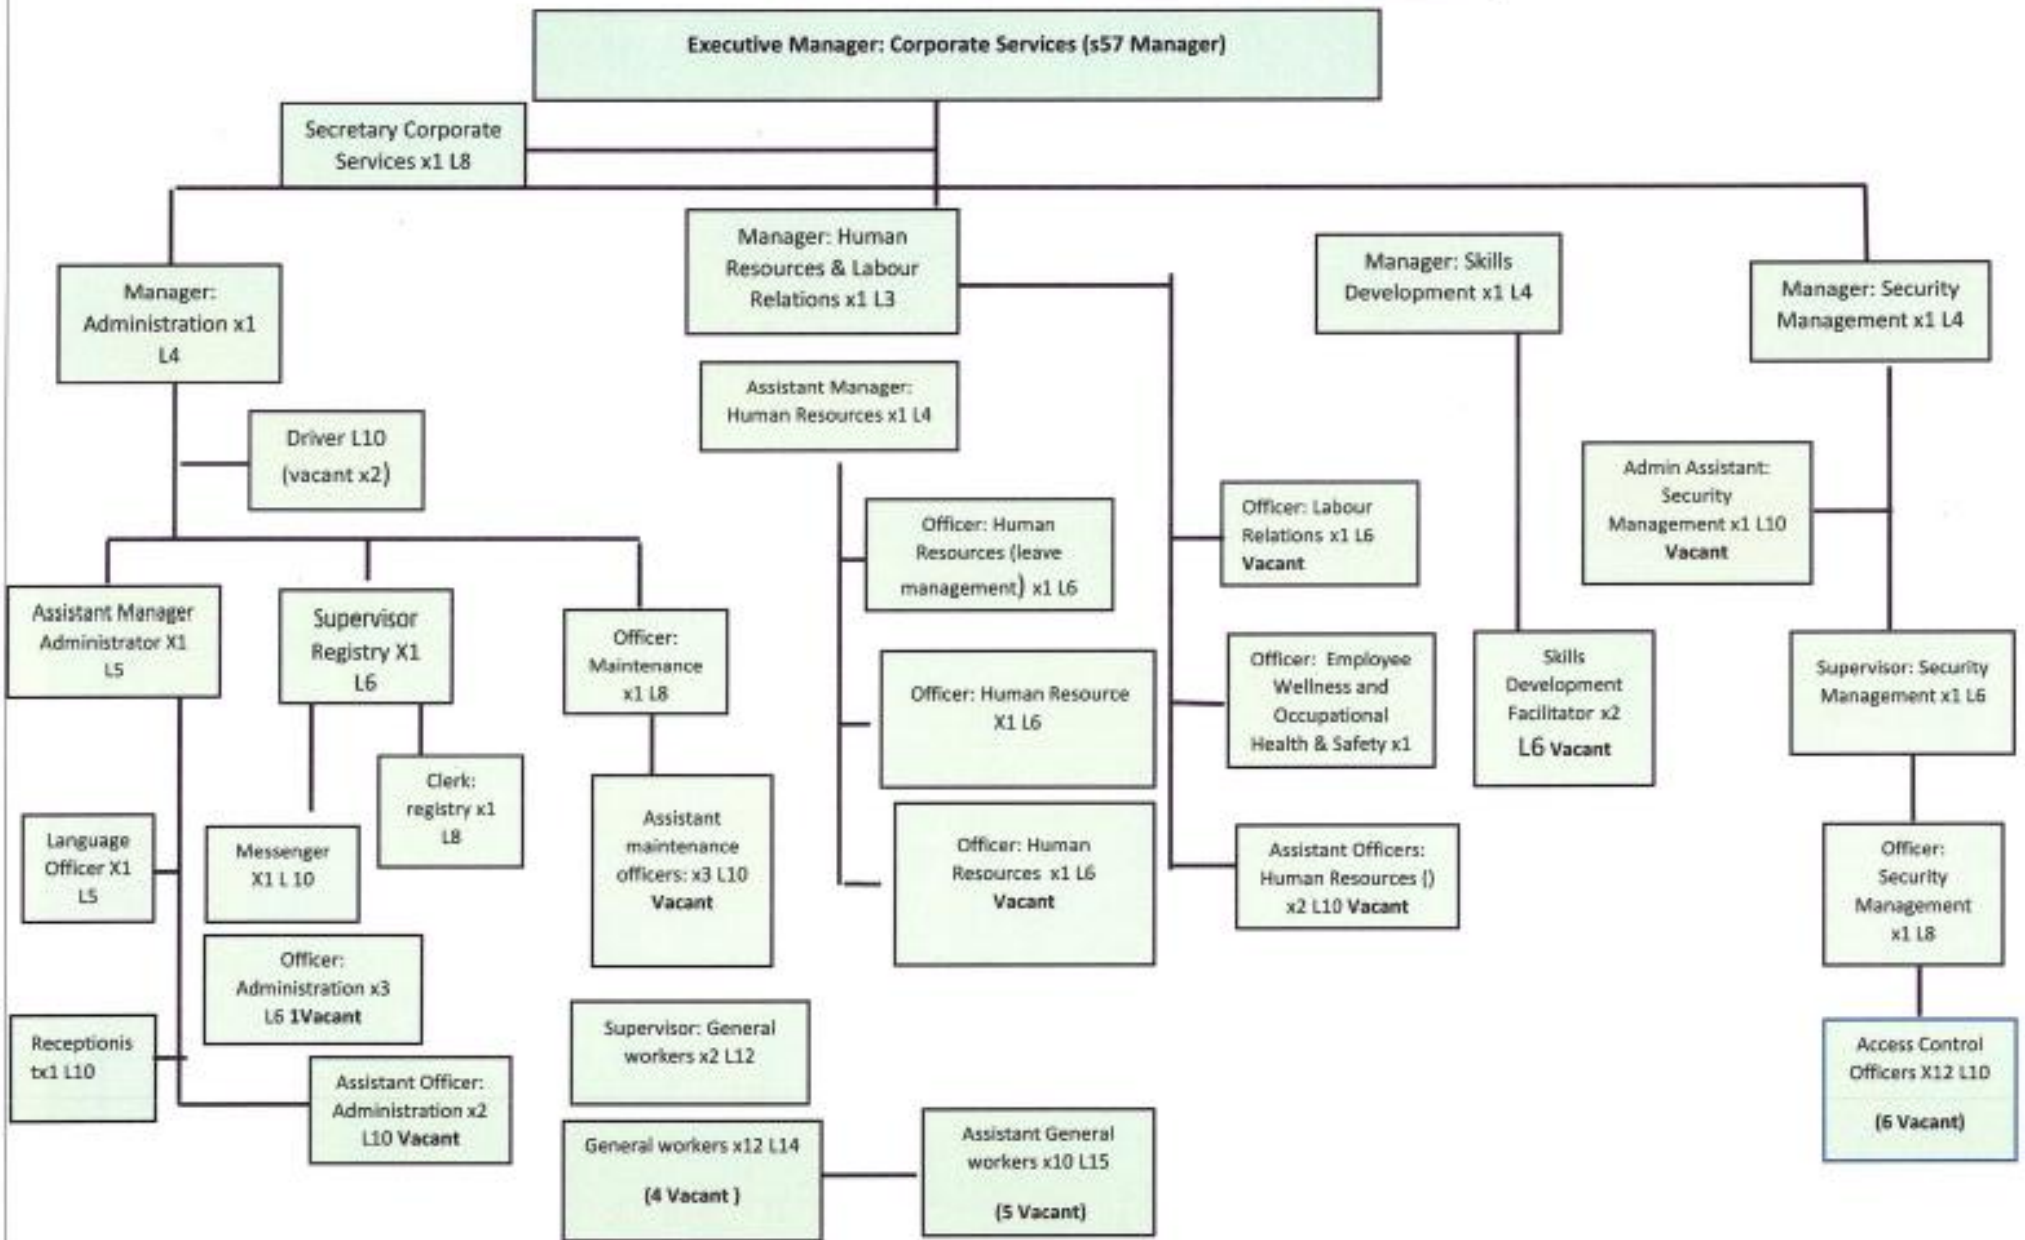 Executive Manager: Corporate Services (s57 Manager)
Secretary Corporate
Services x1 L8
Manager:
Administration x1
L4
Manager: Human
Resources & Labour
Relations x1 L3
Manager: Skills
Development x1 L4
Manager: Security
Management x1 L4
Assistant Manager:
Human Resources x1 L4
Driver L10
(vacant x2)
Officer: Human
Resources (leave
management) x1 L6
Officer: Labour
Relations x1 L6
Vacant
Admin Assistant:
Security
Management x1 L10
Vacant
Assistant Manager
Administrator X1
L5
Supervisor
Registry X1
L6
Officer:
Maintenance
x1 L8
Officer: Human Resource
X1 L6
Officer: Employee
Wellness and
Occupational
Health & Safety x1
Skills
Development
Facilitator x2
L6 Vacant
Supervisor: Security
Management x1 L6
Clerk:
registry x1
L8
Language
Officer X1
L5
Messenger
X1 L 10
Assistant
maintenance
officers: x3 L10
Vacant
Officer: Human
Resources x1 L6
Vacant
Assistant Officers:
Human Resources ()
x2 L10 Vacant
Officer:
Security
Management
x1 L8
Officer:
Administration x3
L6 1Vacant
Receptionis
tx1 L10
Assistant Officer:
Administration x2
L10 Vacant
Supervisor: General
workers x2 L12
General workers x12 L14
(4 Vacant )
Assistant General
workers x10 L15
(5 Vacant)
Access Control
Officers X12 L10
(6 Vacant)